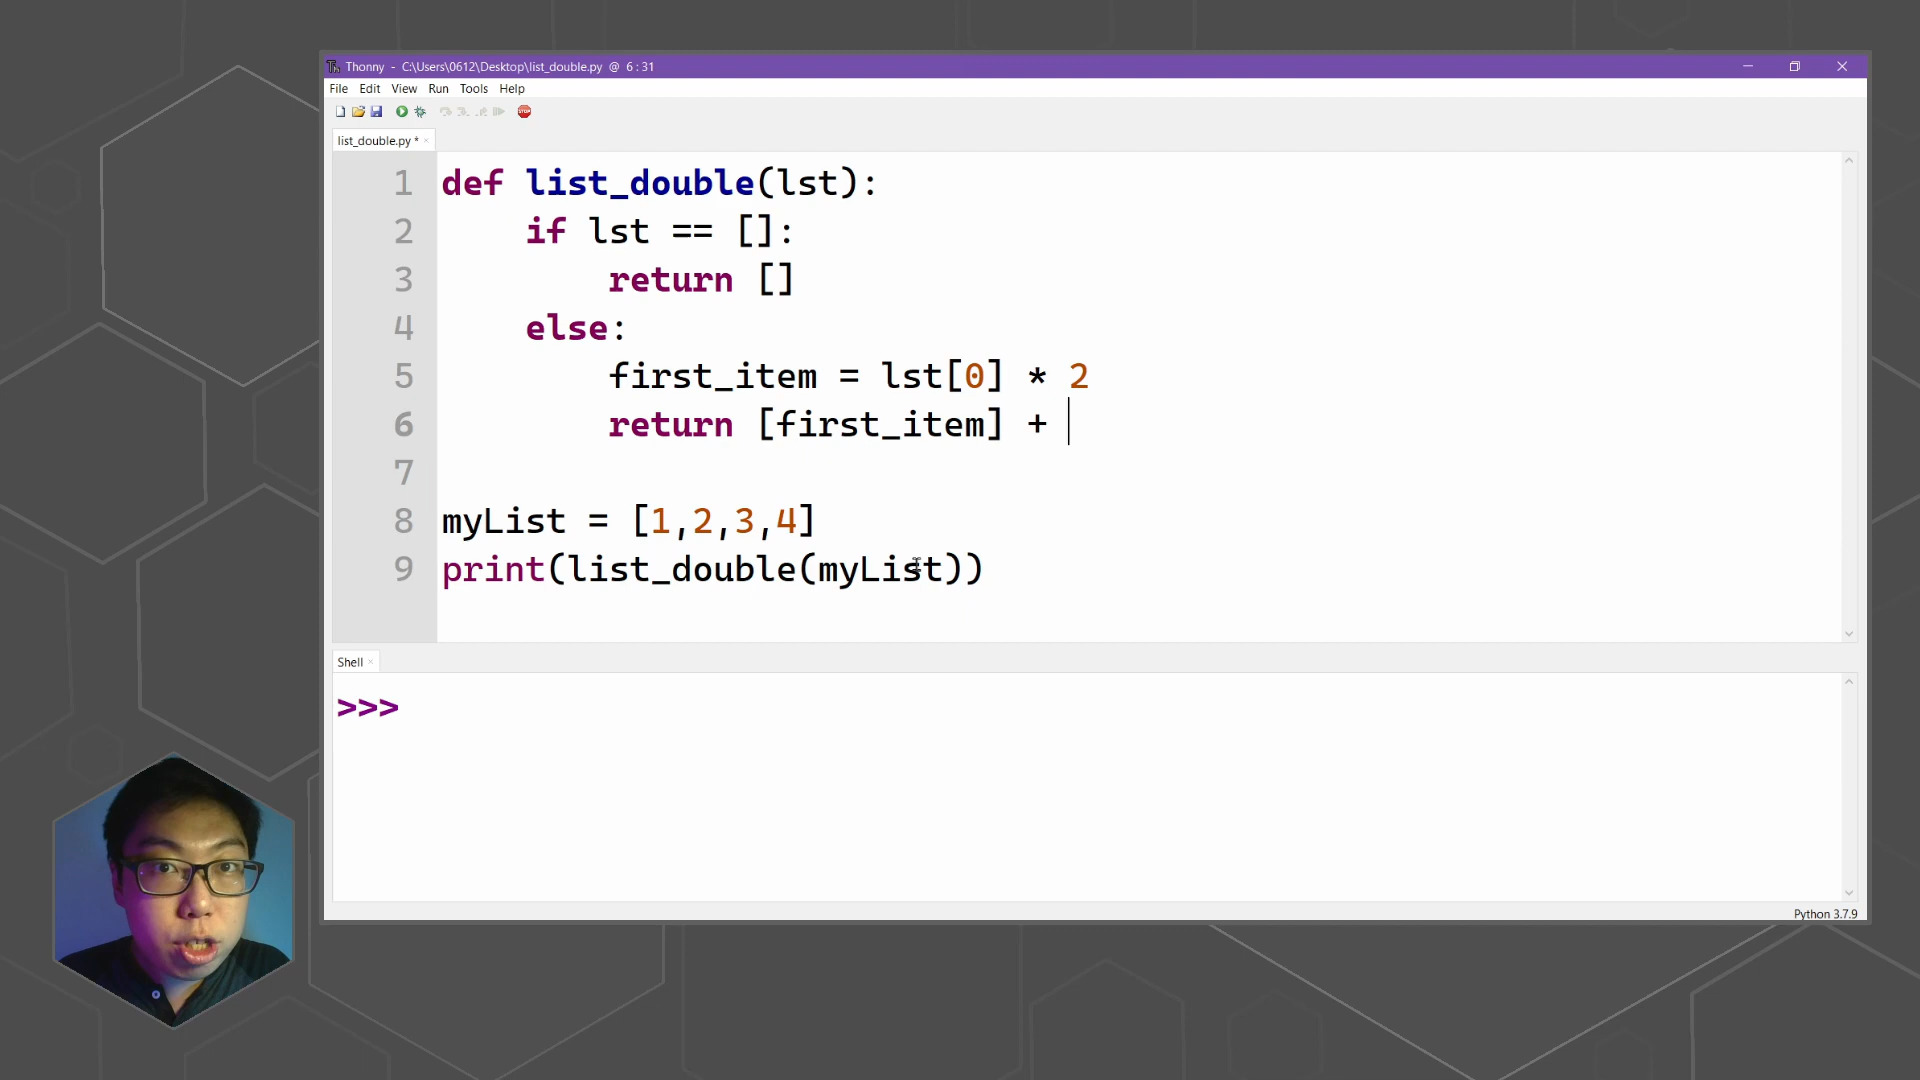 Thonny - C:\Users\0612\Desktop\list_double.py @ 6 : 31
File Edit View Run Tools Help
STOP
list_double.py * ×
1 def list_double(lst):
2     if lst == []:
3         return []
4     else:
5         first_item = lst[0] * 2
6         return [first_item] +
7
8 myList = [1,2,3,4]
9 print(list_double(myList))
Shell ×
>>>
Python 3.7.9